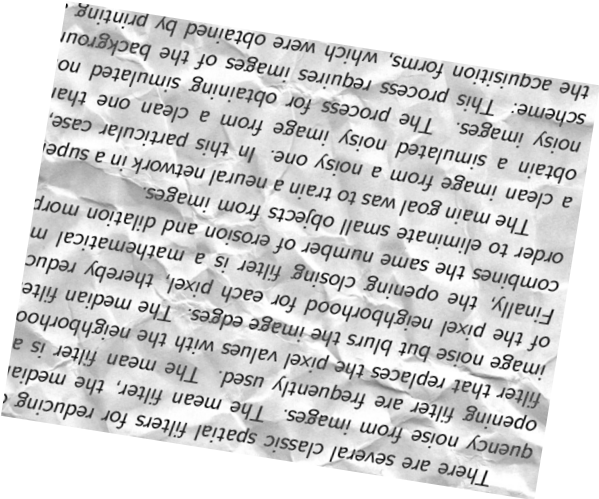 There are several classic spatial filters for reducing
quency noise from images. The mean filter, the media
opening filter are frequently used. The mean filter is a
filter that replaces the pixel values with the neighborhoo
image noise but blurs the image edges. The median filte
of the pixel neighborhood for each pixel, thereby reduc
Finally, the opening closing filter is a mathematical m
combines the same number of erosion and dilation morp
order to eliminate small objects from images.
The main goal was to train a neural network in a supe
a clean image from a noisy one. In this particular case,
obtain a simulated noisy image from a clean one tha
noisy images. The process for obtaining simulated no
scheme: This process requires images of the backgrou
the acquisition forms, which were obtained by printing